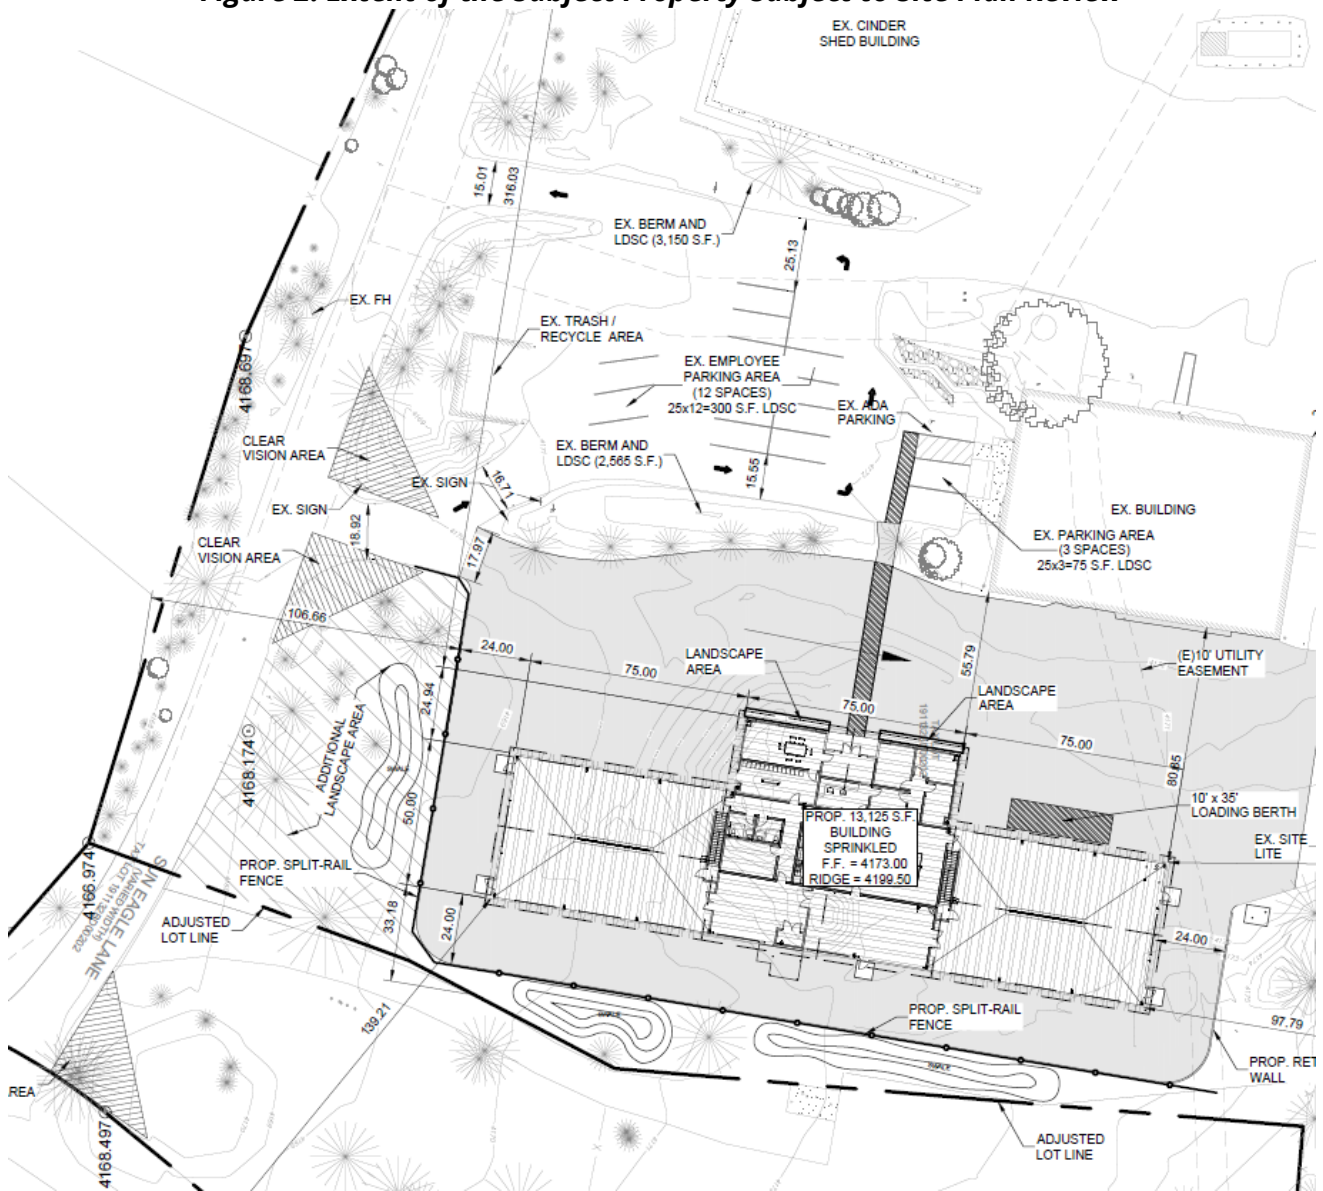 Figure 2: Extent of the Subject Property Subject to Site Plan Review
EX. CINDER
SHED BUILDING
15.01
316.03
EX. BERM AND
LDSC (3,150 S.F.)
25.13
EX. FH
EX. TRASH /
RECYCLE AREA
4168.697
EX. EMPLOYEE
PARKING AREA
(12 SPACES)
25x12=300 S.F. LDSC
EX. ADA
PARKING
CLEAR
VISION AREA
EX. BERM AND
LDSC (2,565 S.F.)
15.55
EX. SIGN
16.71
EX. SIGN
18.92
EX. BUILDING
CLEAR
VISION AREA
17.97
EX. PARKING AREA
(3 SPACES)
25x3=75 S.F. LDSC
106.66
24.00
75.00
LANDSCAPE
AREA
55.79
(E)10' UTILITY
EASEMENT
24.94
75.00
LANDSCAPE
AREA
75.00
ADDITIONAL
LANDSCAPE AREA
SWALE
4168.174
80.85
50.00
10' x 35'
LOADING BERTH
PROP. 13,125 S.F.
BUILDING
SPRINKLED
F.F. = 4173.00
RIDGE = 4199.50
EX. SITE
LITE
PROP. SPLIT-RAIL
FENCE
4166.974
SUN EAGLE LANE
(VARIED WIDTH)
ADJUSTED
LOT LINE
33.18
24.00
24.00
139.21
SWALE
PROP. SPLIT-RAIL
FENCE
97.79
SWALE
PROP. RET
WALL
REA
4168.497
ADJUSTED
LOT LINE